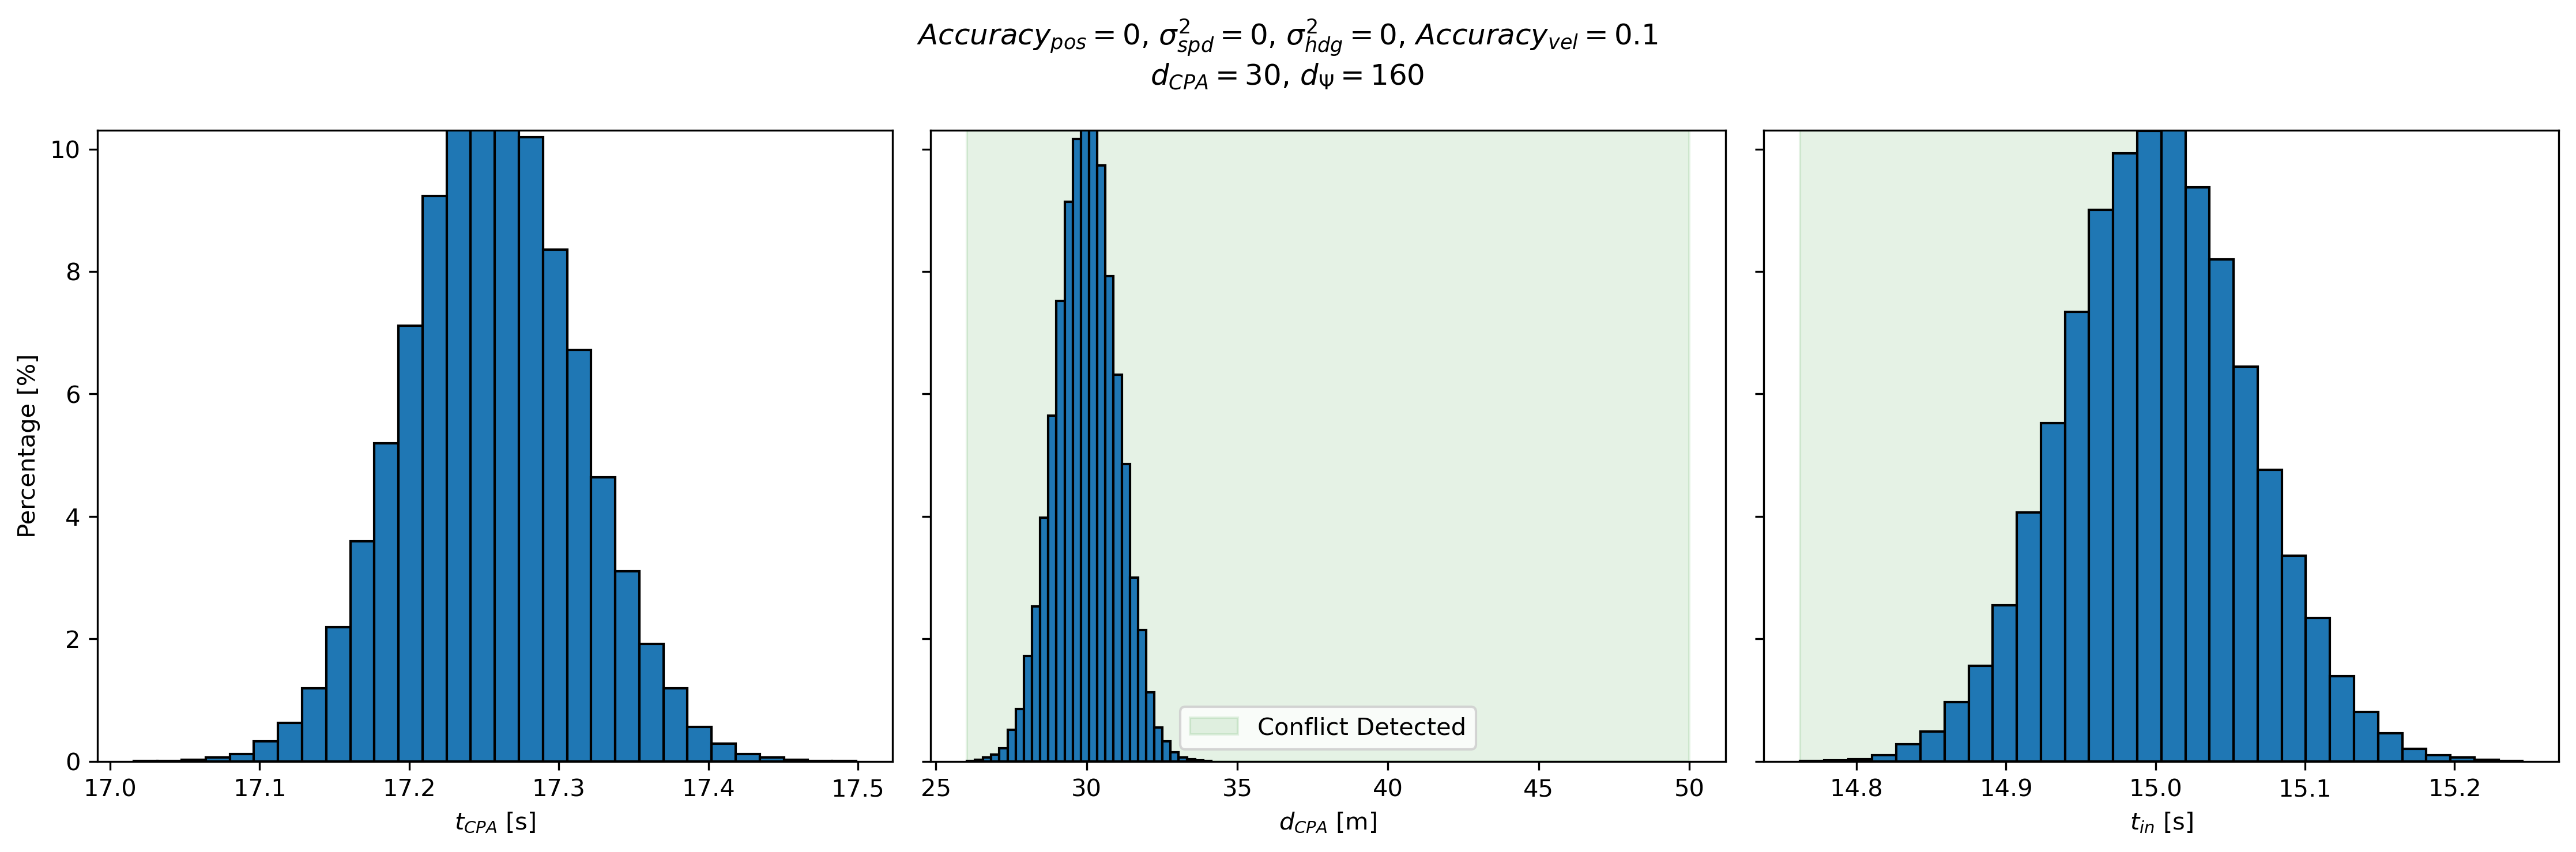 Accuracy_pos = 0, σ²_spd = 0, σ²_hdg = 0, Accuracy_vel = 0.1
d_CPA = 30, d_Ψ = 160
Percentage [%]
10
8
6
4
2
0
17.0 17.1 17.2 17.3 17.4 17.5
t_CPA [s]
Conflict Detected
25 30 35 40 45 50
d_CPA [m]
14.8 14.9 15.0 15.1 15.2
t_in [s]